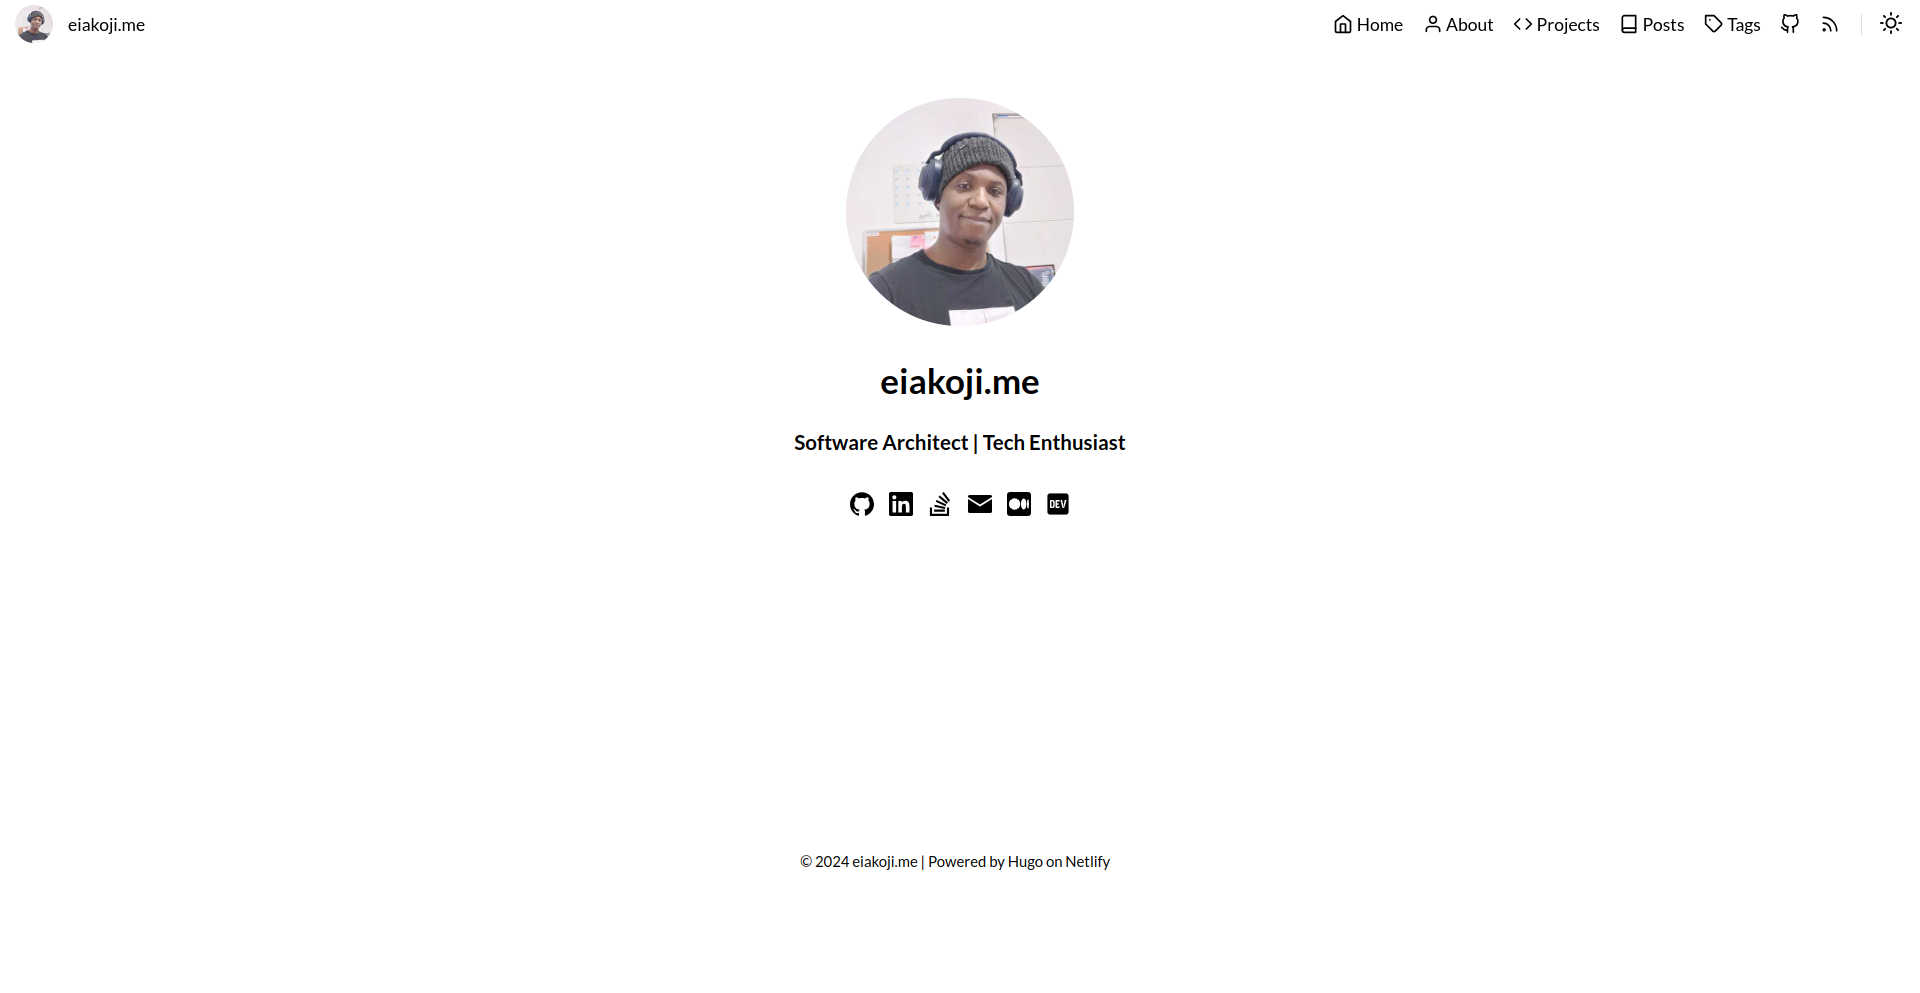 eiakoji.me
Home About Projects Posts Tags
eiakoji.me
Software Architect | Tech Enthusiast
DEV
© 2024 eiakoji.me | Powered by Hugo on Netlify